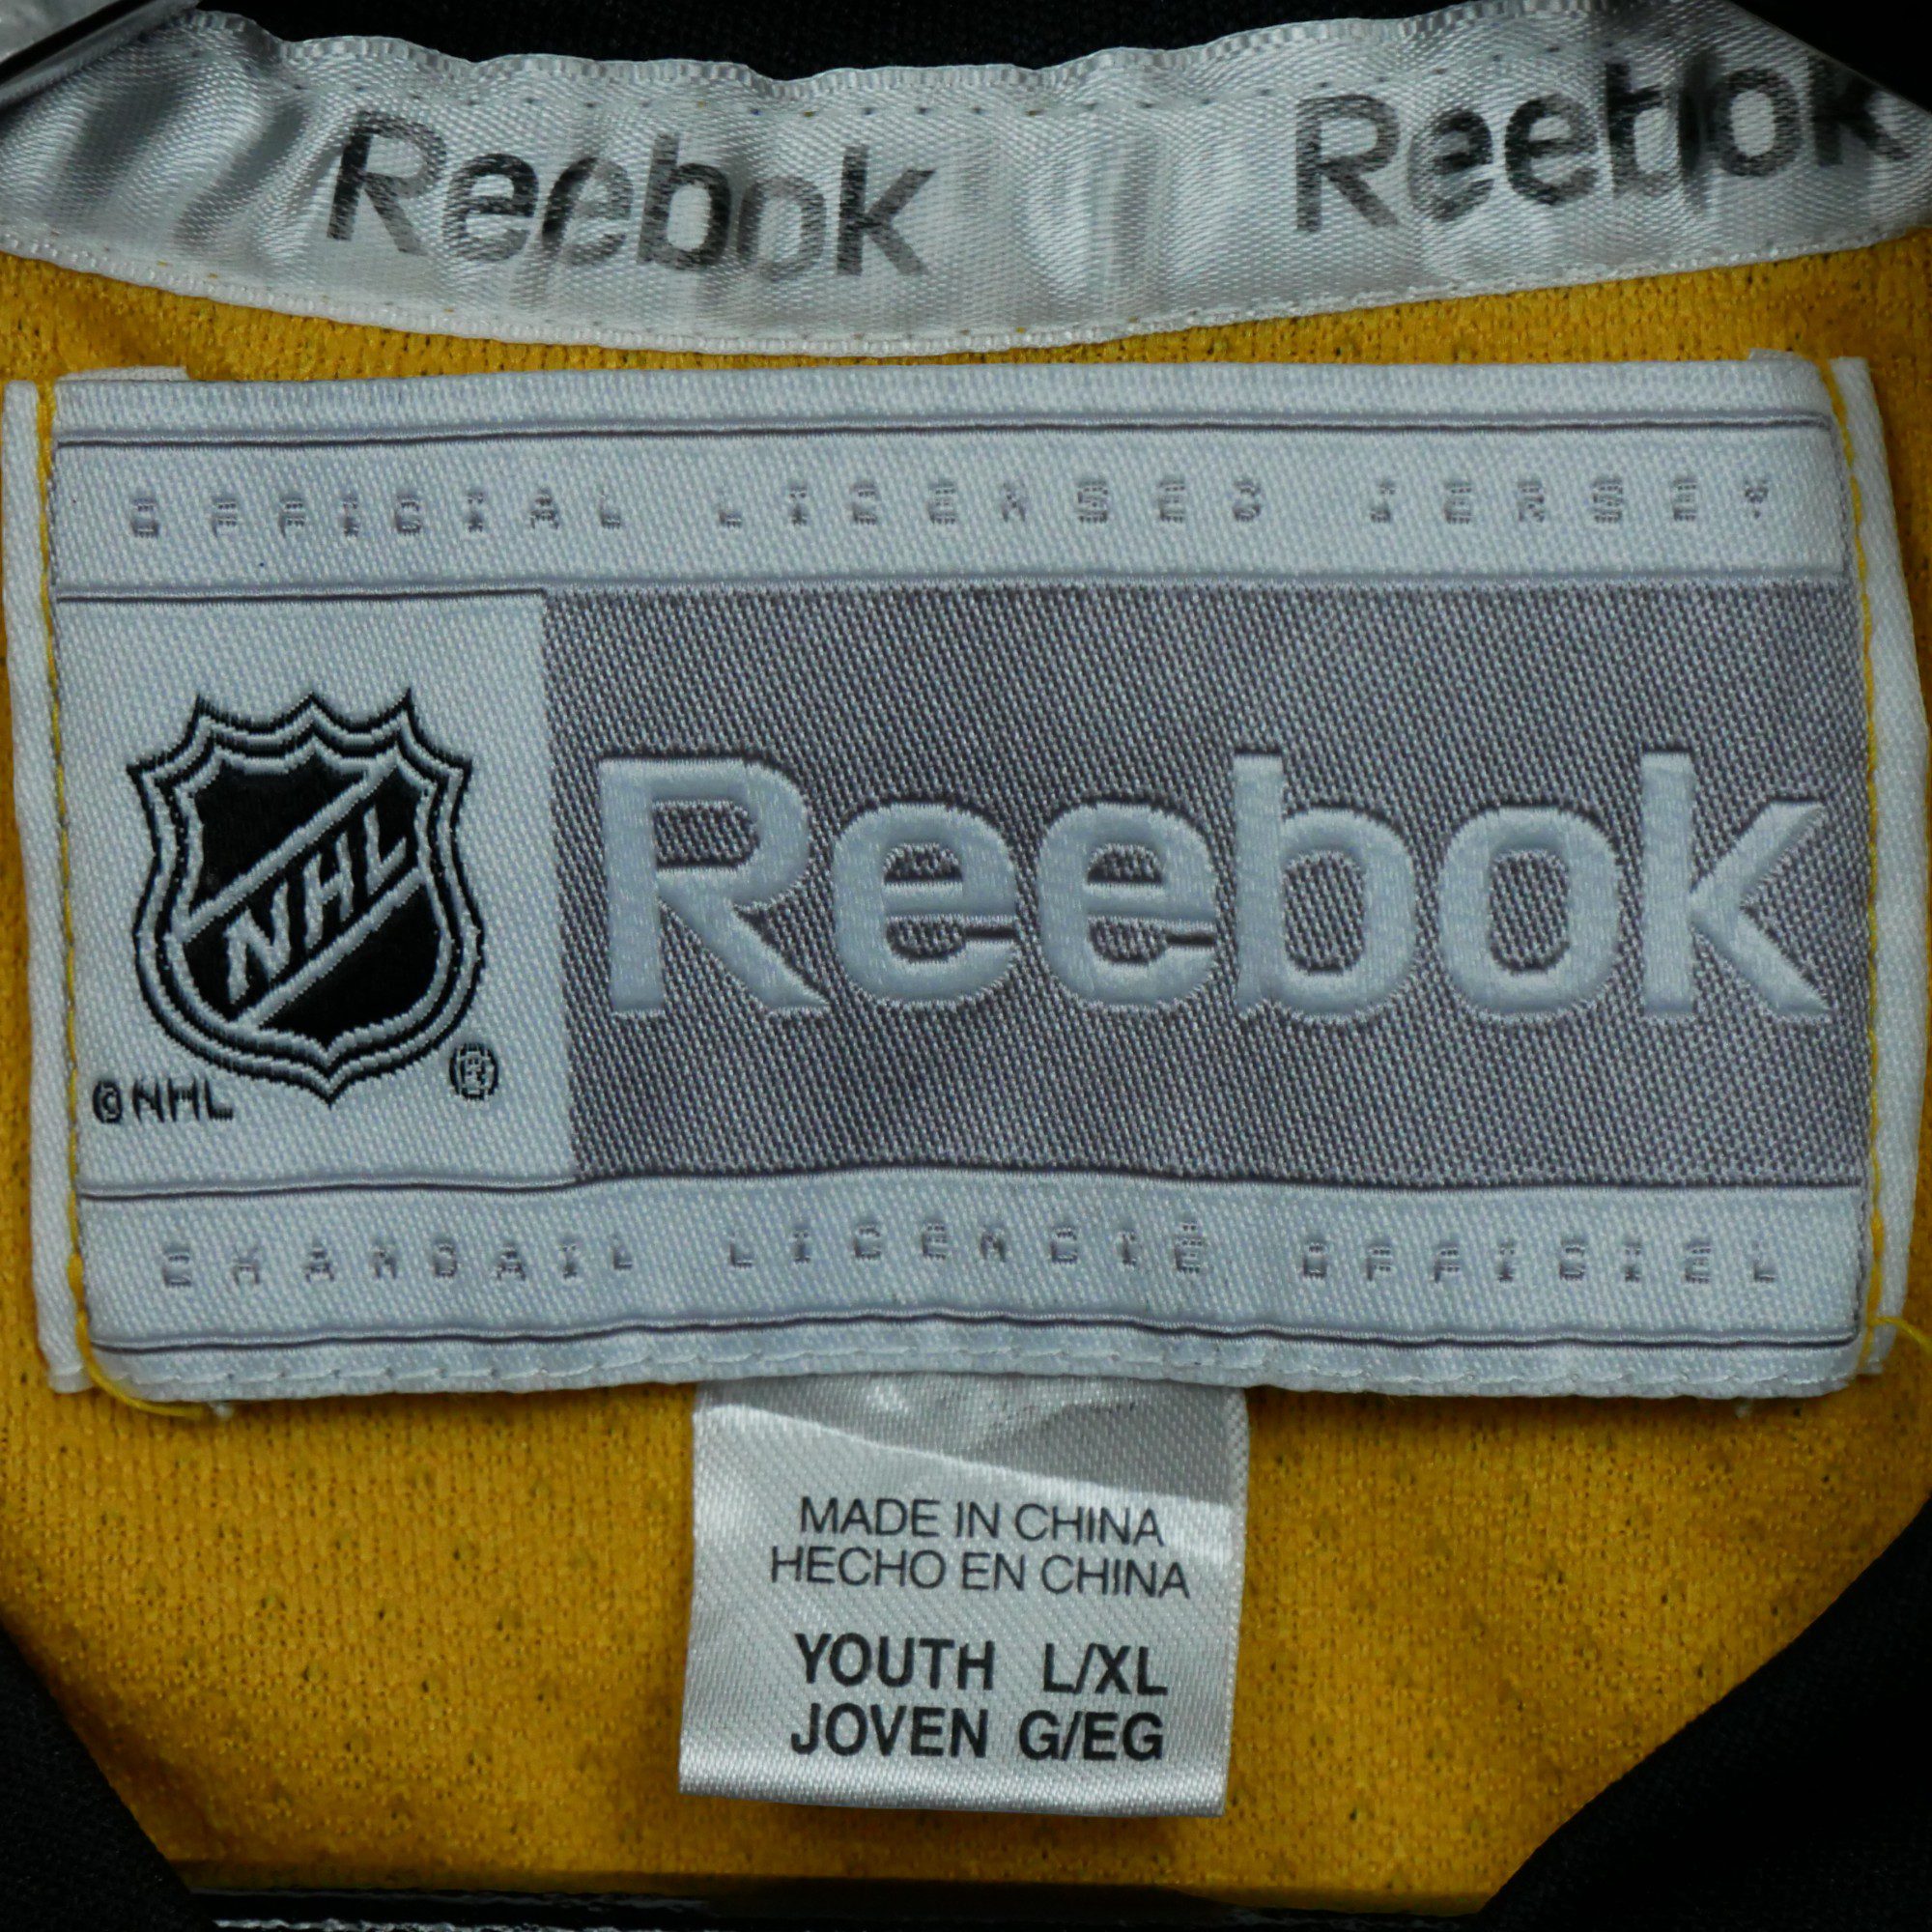 Reebok Reebok
OFFICIAL LICENSED JERSEY
NHL
Reebok
®
©NHL
CHANDAIL LICENCIÉ OFFICIEL
MADE IN CHINA
HECHO EN CHINA
YOUTH L/XL
JOVEN G/EG